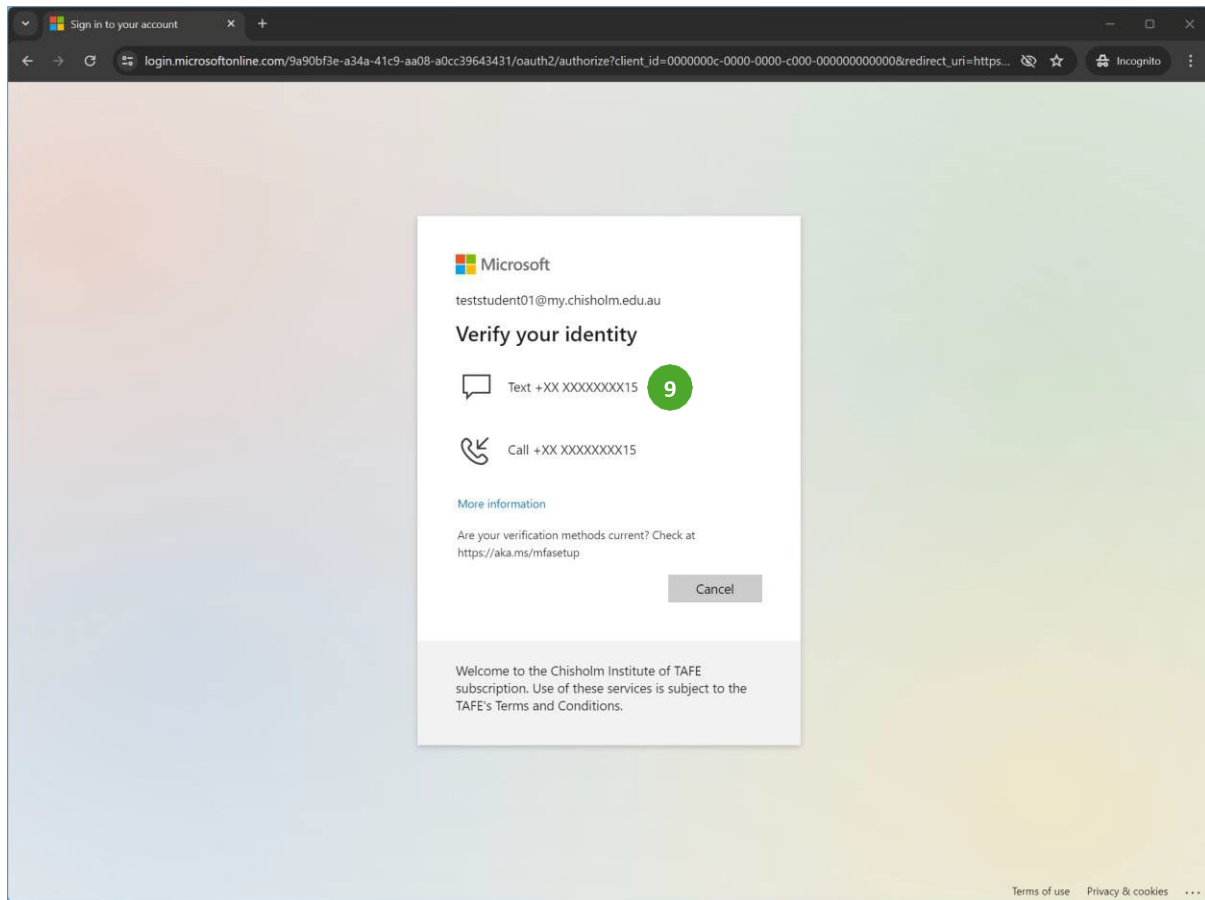 Sign in to your account
login.microsoftonline.com/9a90bf3e-a34a-41c9-aa08-a0cc39643431/oauth2/authorize?client_id=0000000c-0000-0000-c000-000000000000&redirect_uri=https...
Incognito
Microsoft
teststudent01@my.chisholm.edu.au
Verify your identity
Text +XX XXXXXXXX15
9
Call +XX XXXXXXXX15
More information
Are your verification methods current? Check at
https://aka.ms/mfasetup
Cancel
Welcome to the Chisholm Institute of TAFE
subscription. Use of these services is subject to the
TAFE's Terms and Conditions.
Terms of use Privacy & cookies ...